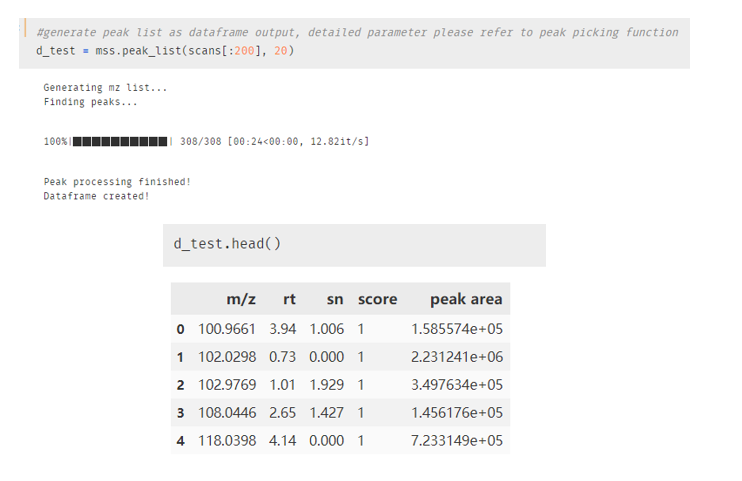 #generate peak list as dataframe output, detailed parameter please refer to peak picking function
d_test = mss.peak_list(scans[:200], 20)
Generating mz list...
Finding peaks...
100%|██████████| 308/308 [00:24<00:00, 12.82it/s]
Peak processing finished!
Dataframe created!
d_test.head()
m/z rt sn score peak area
0 100.9661 3.94 1.006 1 1.585574e+05
1 102.0298 0.73 0.000 1 2.231241e+06
2 102.9769 1.01 1.929 1 3.497634e+05
3 108.0446 2.65 1.427 1 1.456176e+05
4 118.0398 4.14 0.000 1 7.233149e+05